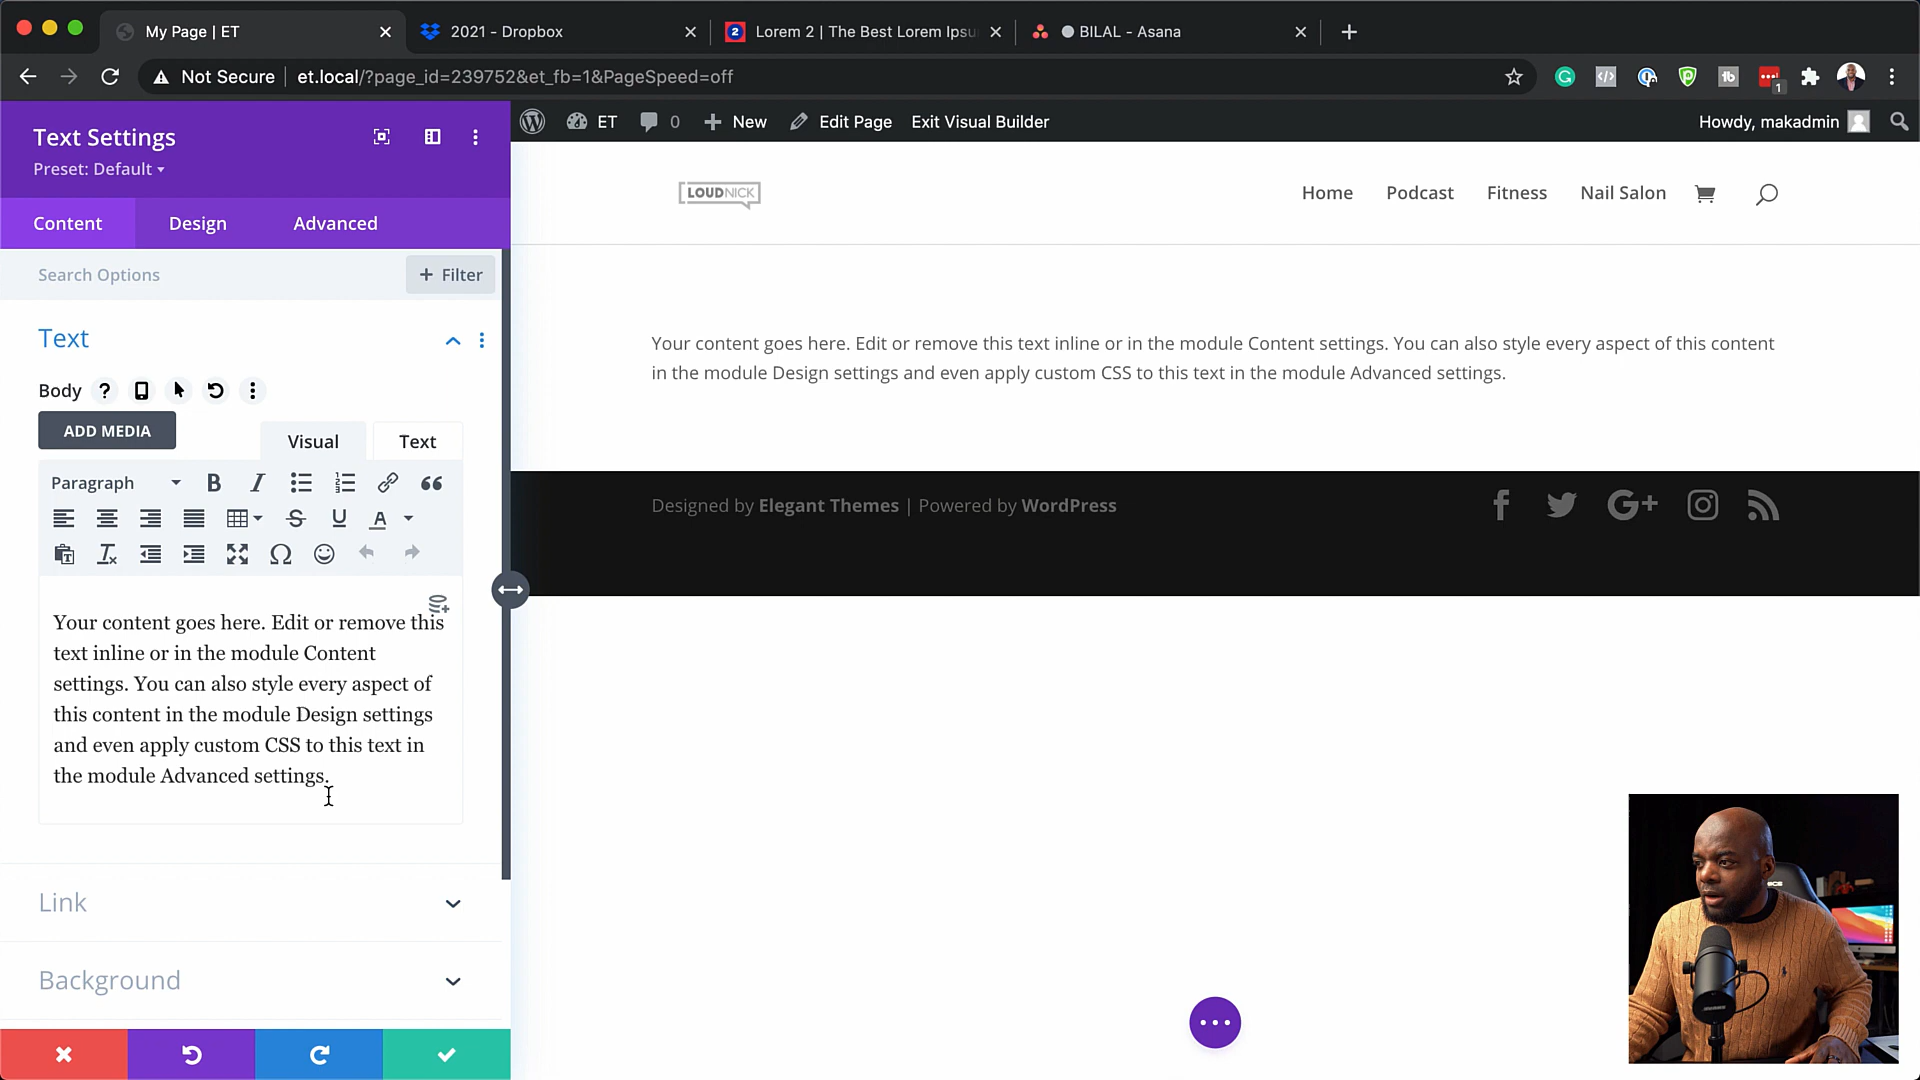 My Page | ET
2021 - Dropbox
2
Lorem 2 | The Best Lorem Ipsu
BILAL - Asana
Not Secure
et.local/?page_id=239752&et_fb=1&PageSpeed=off
tb
1
Text Settings
Preset: Default
Content
Design
Advanced
Search Options
+ Filter
Text
Body
?
ADD MEDIA
Visual
Text
Paragraph
B
I
U
A
Your content goes here. Edit or remove this
text inline or in the module Content
settings. You can also style every aspect of
this content in the module Design settings
and even apply custom CSS to this text in
the module Advanced settings.
Link
Background
ET
0
New
Edit Page
Exit Visual Builder
Howdy, makadmin
LOUDNICK
Home
Podcast
Fitness
Nail Salon
Your content goes here. Edit or remove this text inline or in the module Content settings. You can also style every aspect of this content
in the module Design settings and even apply custom CSS to this text in the module Advanced settings.
Designed by Elegant Themes | Powered by WordPress